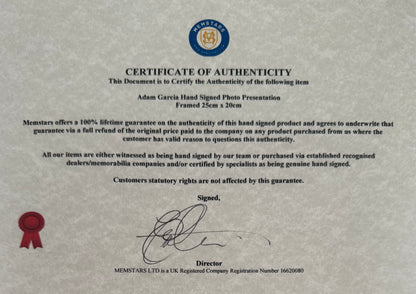 MEMSTARS
CERTIFICATE OF AUTHENTICITY
This Document is to Certify the Authenticity of the following item
Adam Garcia Hand Signed Photo Presentation
Framed 25cm x 20cm
Memstars offers a 100% lifetime guarantee on the authenticity of this hand signed product and agrees to underwrite that
guarantee via a full refund of the original price paid to the company on any product purchased from us where the
customer has valid reason to questions this authenticity.
All our items are either witnessed as being hand signed by our team or purchased via established recognised
dealers/memorabilia companies and/or certified by specialists as being genuine hand signed.
Customers statutory rights are not affected by this guarantee.
Signed,
Director
MEMSTARS LTD is a UK Registered Company Registration Number 16620080